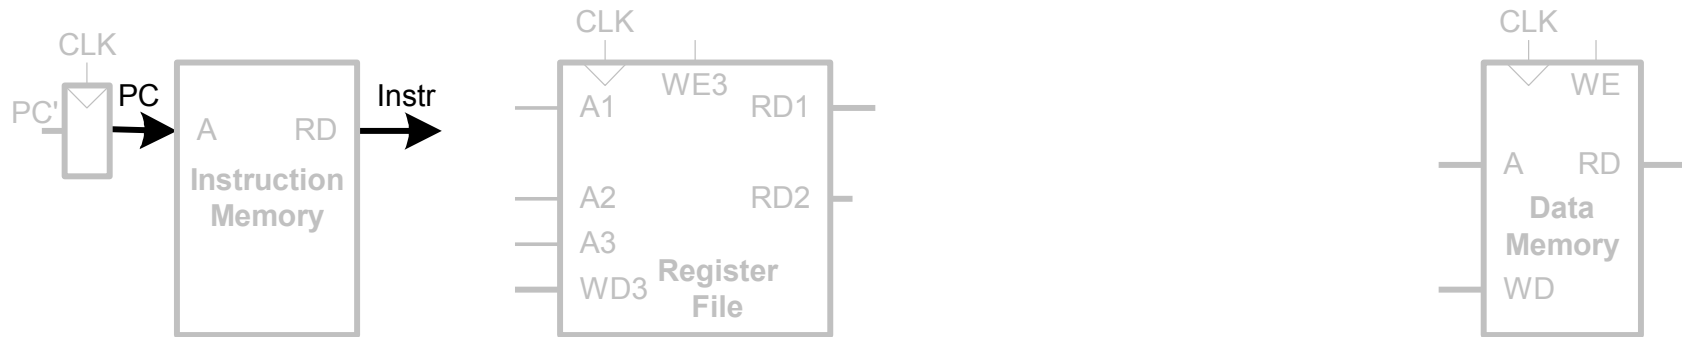 CLK
PC'
PC
A
RD
Instruction
Memory
Instr
CLK
WE3
A1
RD1
A2
RD2
A3
WD3
Register
File
CLK
WE
A
RD
Data
Memory
WD